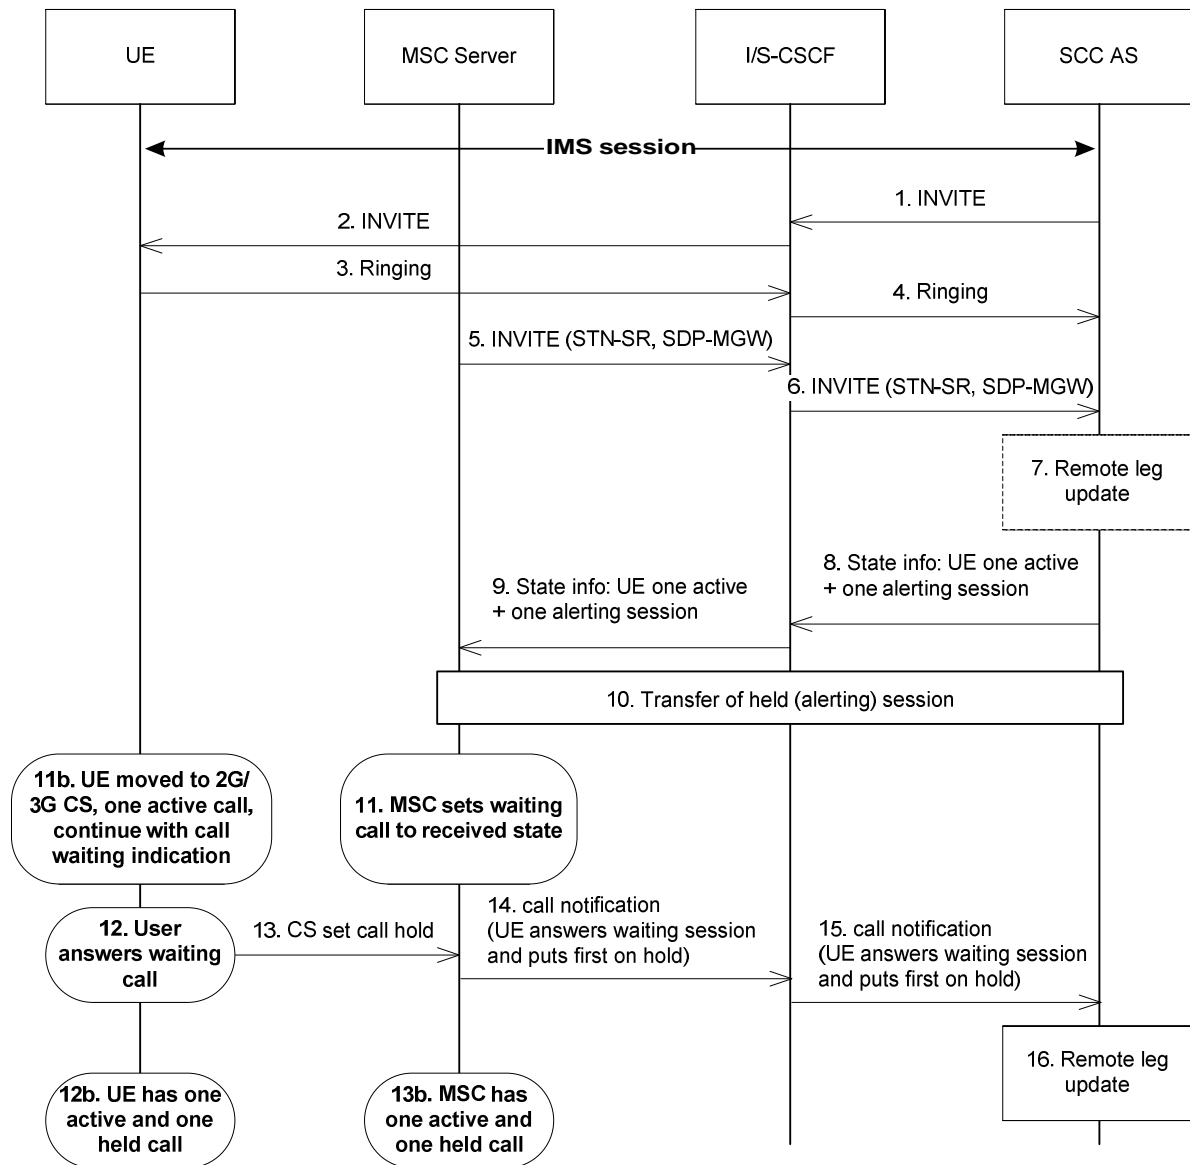 UE
MSC Server
I/S-CSCF
SCC AS
IMS session
1. INVITE
2. INVITE
3. Ringing
4. Ringing
5. INVITE (STN-SR, SDP-MGW)
6. INVITE (STN-SR, SDP-MGW)
7. Remote leg
update
8. State info: UE one active
+ one alerting session
9. State info: UE one active
+ one alerting session
10. Transfer of held (alerting) session
11b. UE moved to 2G/
3G CS, one active call,
continue with call
waiting indication
11. MSC sets waiting
call to received state
12. User
answers waiting
call
13. CS set call hold
14. call notification
(UE answers waiting session
and puts first on hold)
15. call notification
(UE answers waiting session
and puts first on hold)
16. Remote leg
update
12b. UE has one
active and one
held call
13b. MSC has
one active and
one held call